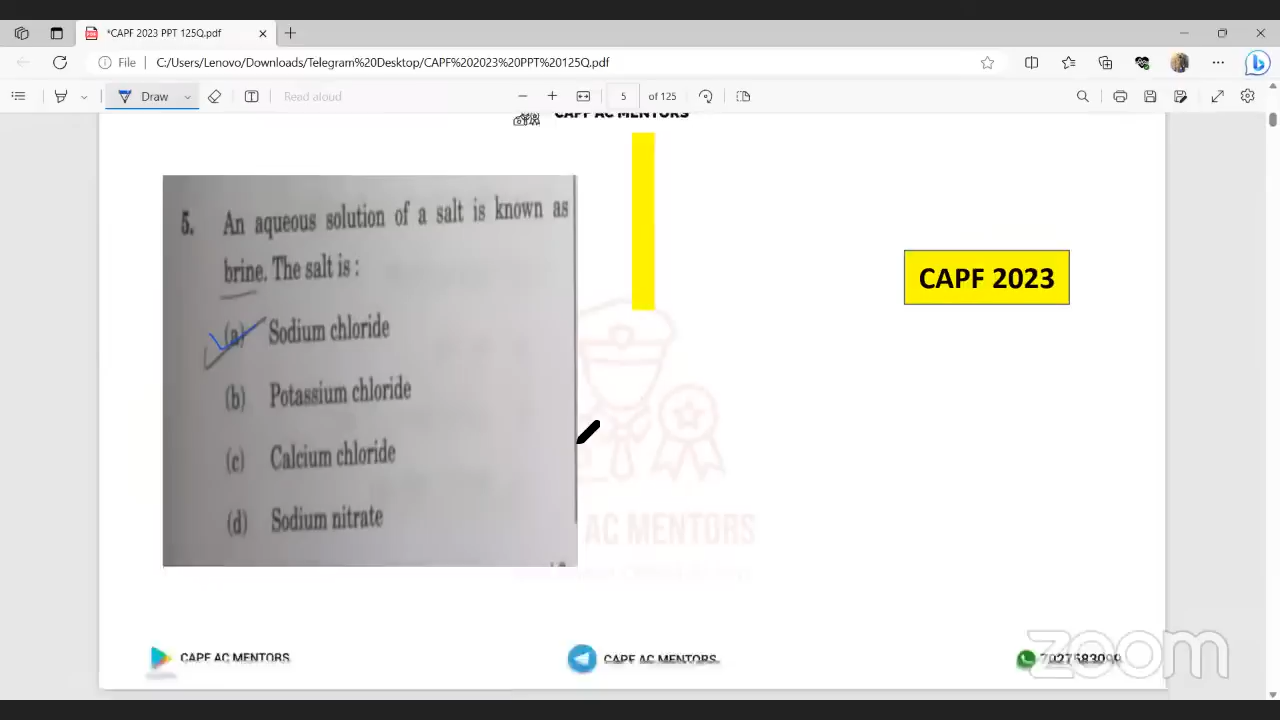 *CAPF 2023 PPT 125Q.pdf
File
C:/Users/Lenovo/Downloads/Telegram%20Desktop/CAPF%202023%20PPT%20125Q.pdf
Draw
Read aloud
5 of 125
CAPF AC MENTORS
5. An aqueous solution of a salt is known as
brine. The salt is :
(a) Sodium chloride
(b) Potassium chloride
(c) Calcium chloride
(d) Sodium nitrate
CAPF 2023
AC MENTORS
CAPF AC MENTORS
CAPF AC MENTORS
7027583099
zoom